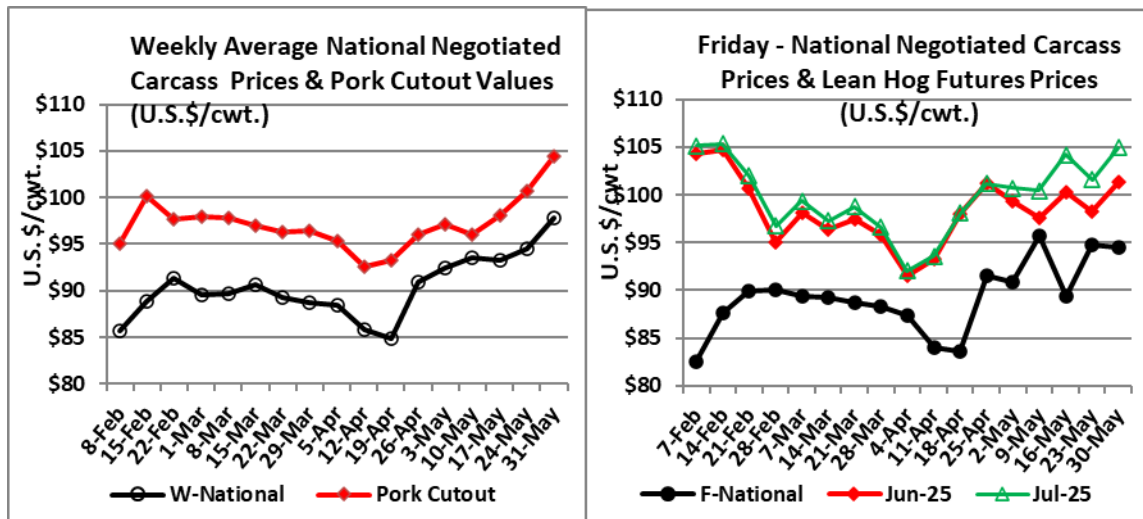 Weekly Average National Negotiated
Carcass Prices & Pork Cutout Values
(U.S.$/cwt.)
U.S. $/cwt.
$110
$105
$100
$95
$90
$85
$80
8-Feb
15-Feb
22-Feb
1-Mar
8-Mar
15-Mar
22-Mar
29-Mar
5-Apr
12-Apr
19-Apr
26-Apr
3-May
10-May
17-May
24-May
31-May
W-National
Pork Cutout
Friday - National Negotiated Carcass
Prices & Lean Hog Futures Prices
(U.S.$/cwt.)
U.S. $/cwt
$110
$105
$100
$95
$90
$85
$80
7-Feb
14-Feb
21-Feb
28-Feb
7-Mar
14-Mar
21-Mar
28-Mar
4-Apr
11-Apr
18-Apr
25-Apr
2-May
9-May
16-May
23-May
30-May
F-National
Jun-25
Jul-25